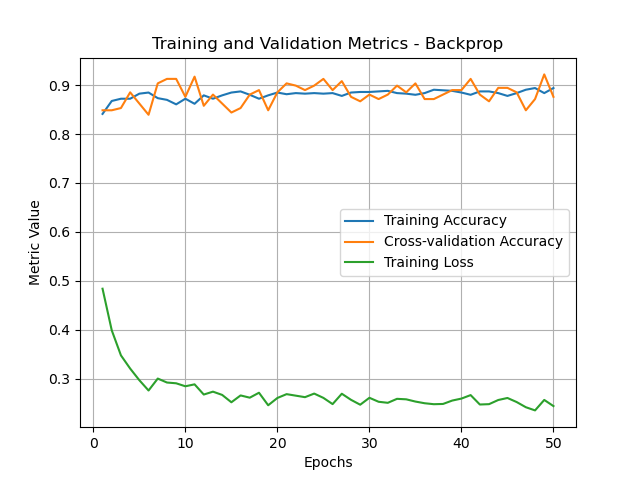 Training and Validation Metrics - Backprop
Metric Value
0.9
0.8
0.7
0.6
0.5
0.4
0.3
Training Accuracy
Cross-validation Accuracy
Training Loss
0 10 20 30 40 50
Epochs